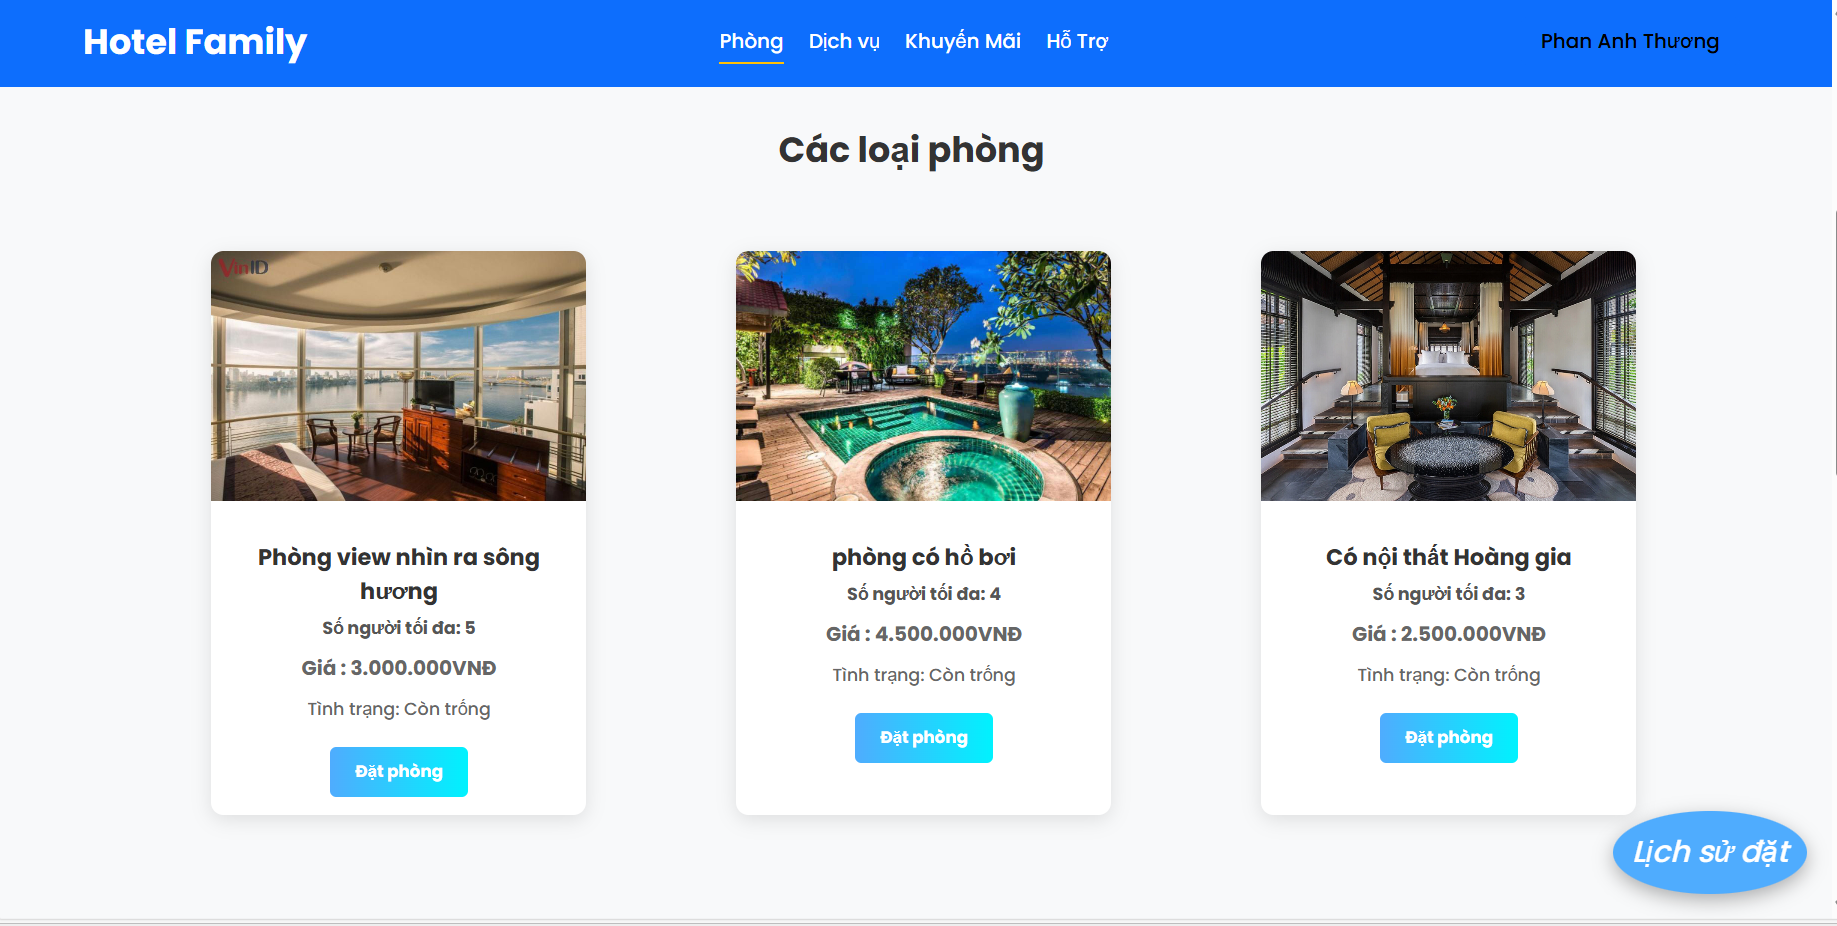 Hotel Family
Phòng
Dịch vụ
Khuyến Mãi
Hỗ Trợ
Phan Anh Thương
Các loại phòng
VinID
Phòng view nhìn ra sông
hương
Số người tối đa: 5
Giá : 3.000.000VNĐ
Tình trạng: Còn trống
Đặt phòng
phòng có hồ bơi
Số người tối đa: 4
Giá : 4.500.000VNĐ
Tình trạng: Còn trống
Đặt phòng
Có nội thất Hoàng gia
Số người tối đa: 3
Giá : 2.500.000VNĐ
Tình trạng: Còn trống
Đặt phòng
Lịch sử đặt